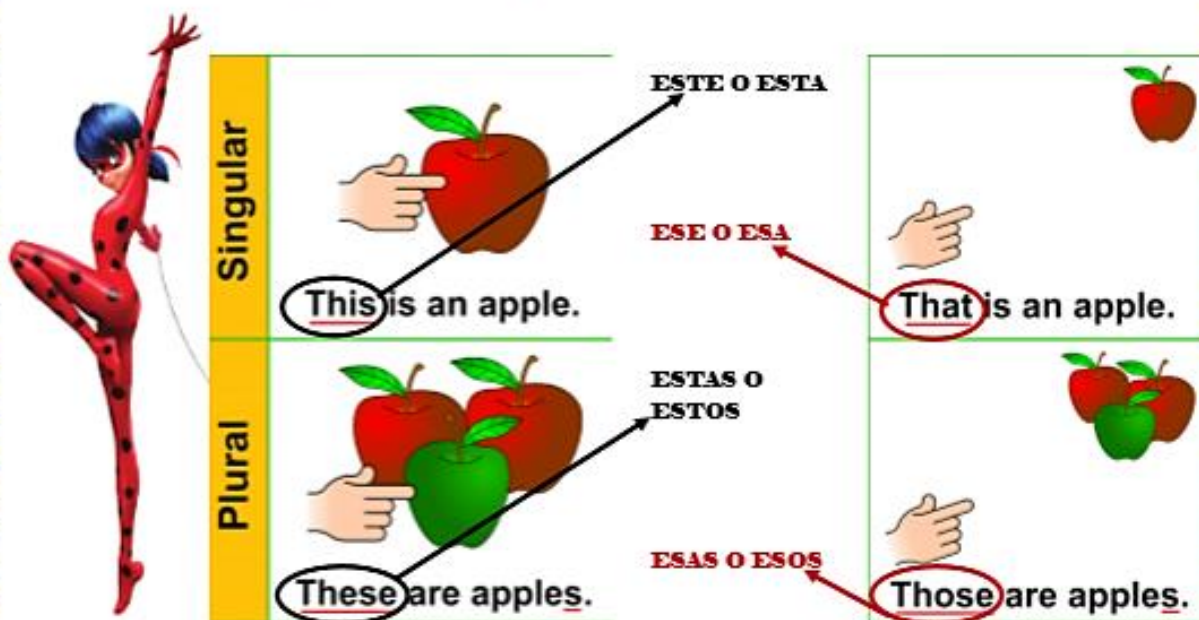 Singular
ESTE O ESTA
ESE O ESA
This is an apple.
That is an apple.
Plural
ESTAS O
ESTOS
ESAS O ESOS
These are apples.
Those are apples.